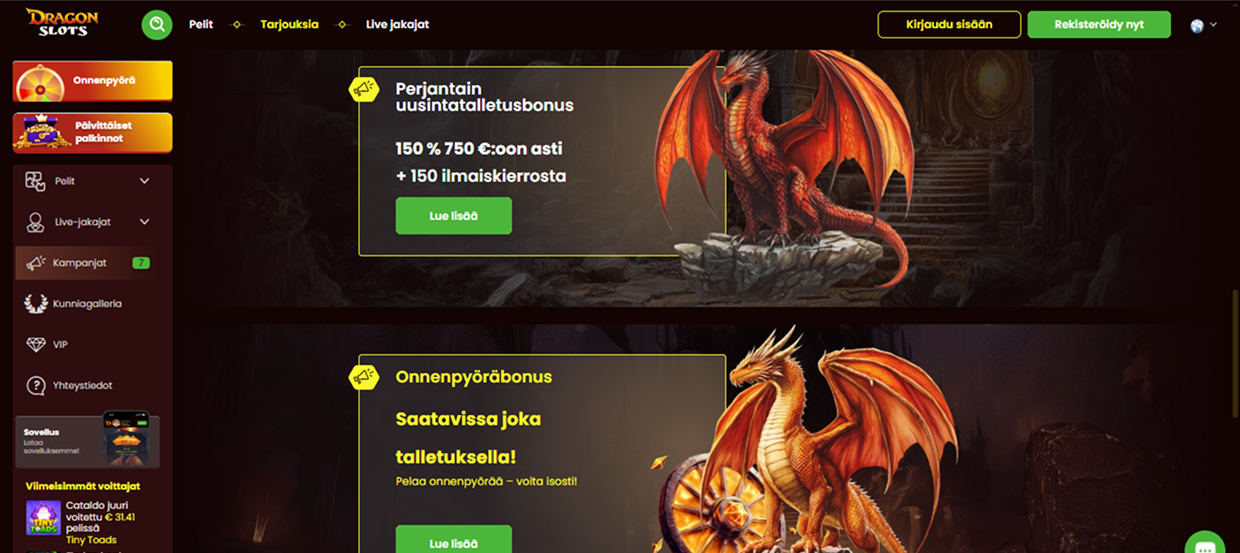 DRAGON
SLOTS
Pelit
Tarjouksia
Live jakajat
Kirjaudu sisään
Rekisteröidy nyt
Onnenpyörä
Päivittäiset
palkinnot
Pelit
Live-jakajat
Kampanjat
7
Kunniagalleria
VIP
?
Yhteystiedot
Sovellus
Lataa
sovelluksemme!
Viimeisimmät voittajat
TINY
TOADS
Cataldo juuri
voitettu € 31.41
pelissä
Tiny Toads
Perjantain
uusintatalletusbonus
150 % 750 €:oon asti
+ 150 ilmaiskierrosta
Lue lisää
Onnenpyöräbonus
Saatavissa joka
talletuksella!
Pelaa onnenpyörää – voita isosti!
Lue lisää